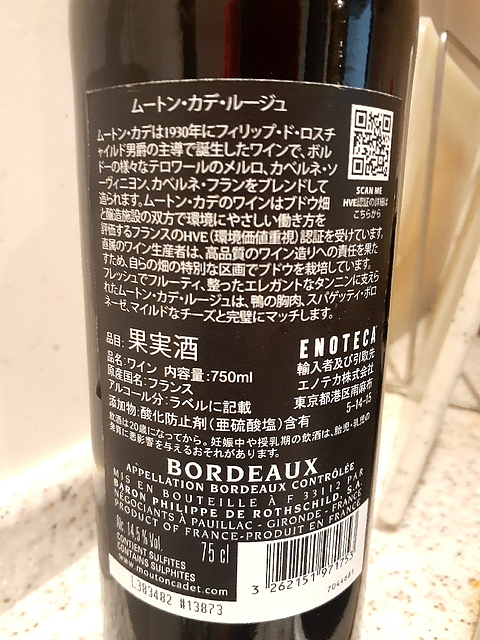 ムートン・カデ・ルージュ
ムートン・カデは1930年にフィリップ・ド・ロスチ
ャイルド男爵の主導で誕生したワインで、ボル
ドーの様々なテロワールのメルロ、カベルネ・ソ
ーヴィニヨン、カベルネ・フランをブレンドして
造られます。ムートン・カデのワインはブドウ畑
と醸造施設の双方で環境にやさしい働き方を
評価するフランスのHVE（環境価値重視）認証を受けています。
直属のワイン生産者は、高品質のワイン造りへの責任を果た
すため、自らの畑の特別な区画でブドウを栽培しています。
フレッシュでフルーティ、整ったエレガントなタンニンに支えら
れたムートン・カデ・ルージュは、鴨の胸肉、スパゲッティ・ボロ
ネーゼ、マイルドなチーズと完璧にマッチします。
SCAN ME
HVE認証の詳細は
こちらから
品目: 果実酒
品名: ワイン 内容量: 750ml
原産国名: フランス
アルコール分: ラベルに記載
添加物: 酸化防止剤（亜硫酸塩）含有
ENOTECA
輸入者及び引取先
エノテカ株式会社
東京都港区南麻布
5-14-15
飲酒は20歳になってから。妊娠中や授乳期の飲酒は、胎児・乳児の
発育に悪影響を与えるおそれがあります。
BORDEAUX
APPELLATION BORDEAUX CONTRÔLÉE
MIS EN BOUTEILLE À F 33112 PAR
BARON PHILIPPE DE ROTHSCHILD S.A.
NÉGOCIANTS À PAUILLAC - GIRONDE - FRANCE
PRODUCT OF FRANCE - PRODUIT DE FRANCE
Alc. 14,5 % Vol.
CONTIENT SULFITES
CONTAINS SULPHITES
www.moutoncadet.com
75 cl
3 262151 971753
7044681
L383482 #13873